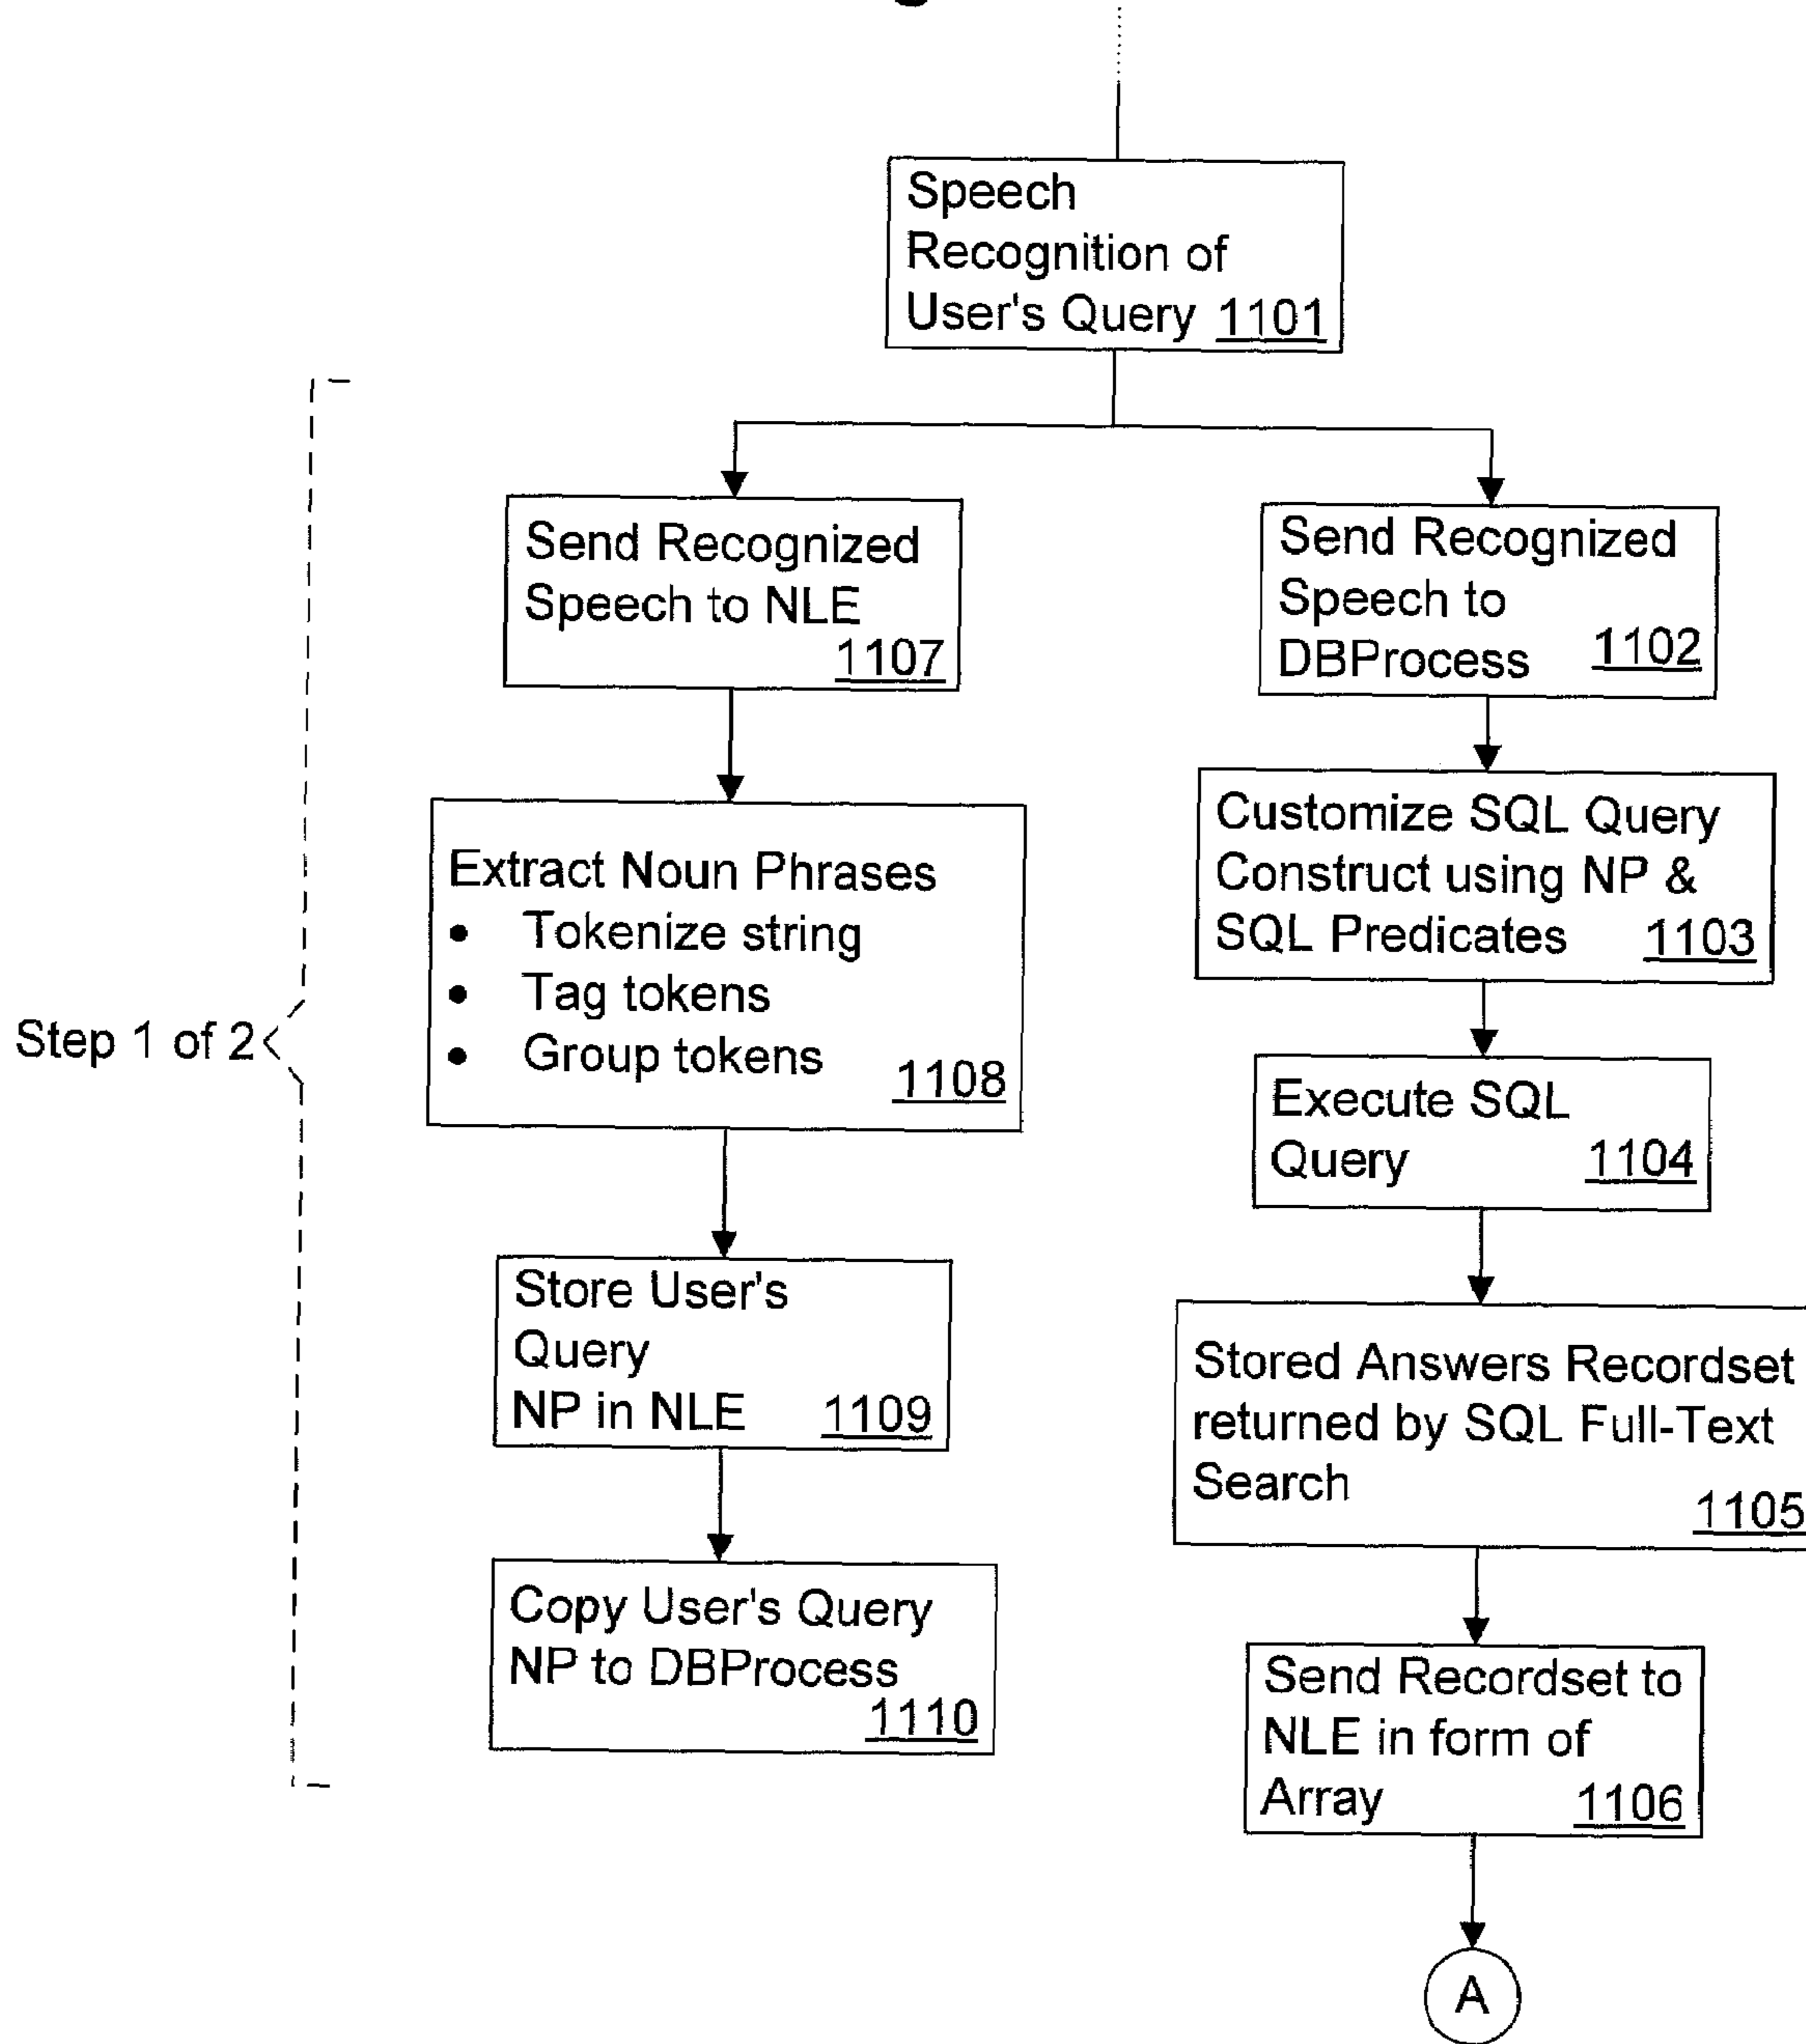 Speech
Recognition of
User's Query 1101
Send Recognized
Speech to NLE
1107
Send Recognized
Speech to
DBProcess 1102
Extract Noun Phrases
• Tokenize string
• Tag tokens
• Group tokens
1108
Customize SQL Query
Construct using NP &
SQL Predicates 1103
Step 1 of 2
Execute SQL
Query 1104
Store User's
Query
NP in NLE 1109
Stored Answers Recordset
returned by SQL Full-Text
Search
1105
Copy User's Query
NP to DBProcess
1110
Send Recordset to
NLE in form of
Array 1106
A